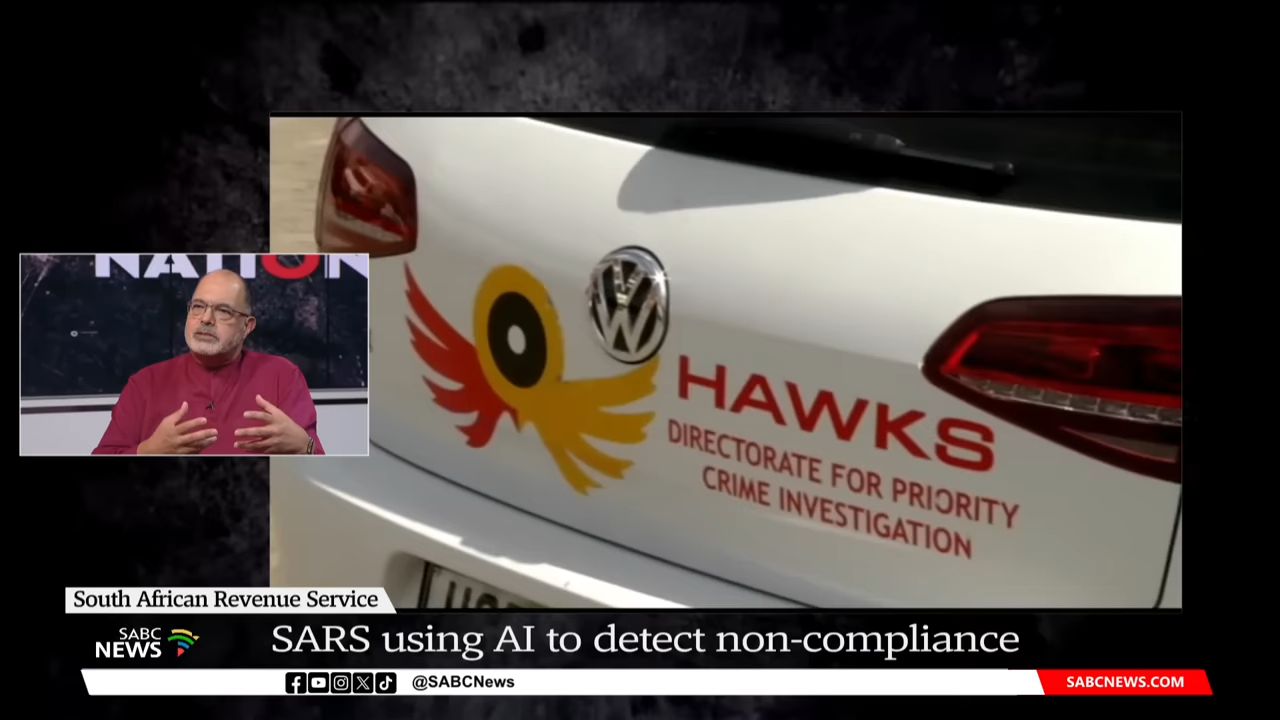 NATION
HAWKS
DIRECTORATE FOR PRIORITY
CRIME INVESTIGATION
South African Revenue Service
SABC
NEWS
SARS using AI to detect non-compliance
@SABCNews
SABCNEWS.COM